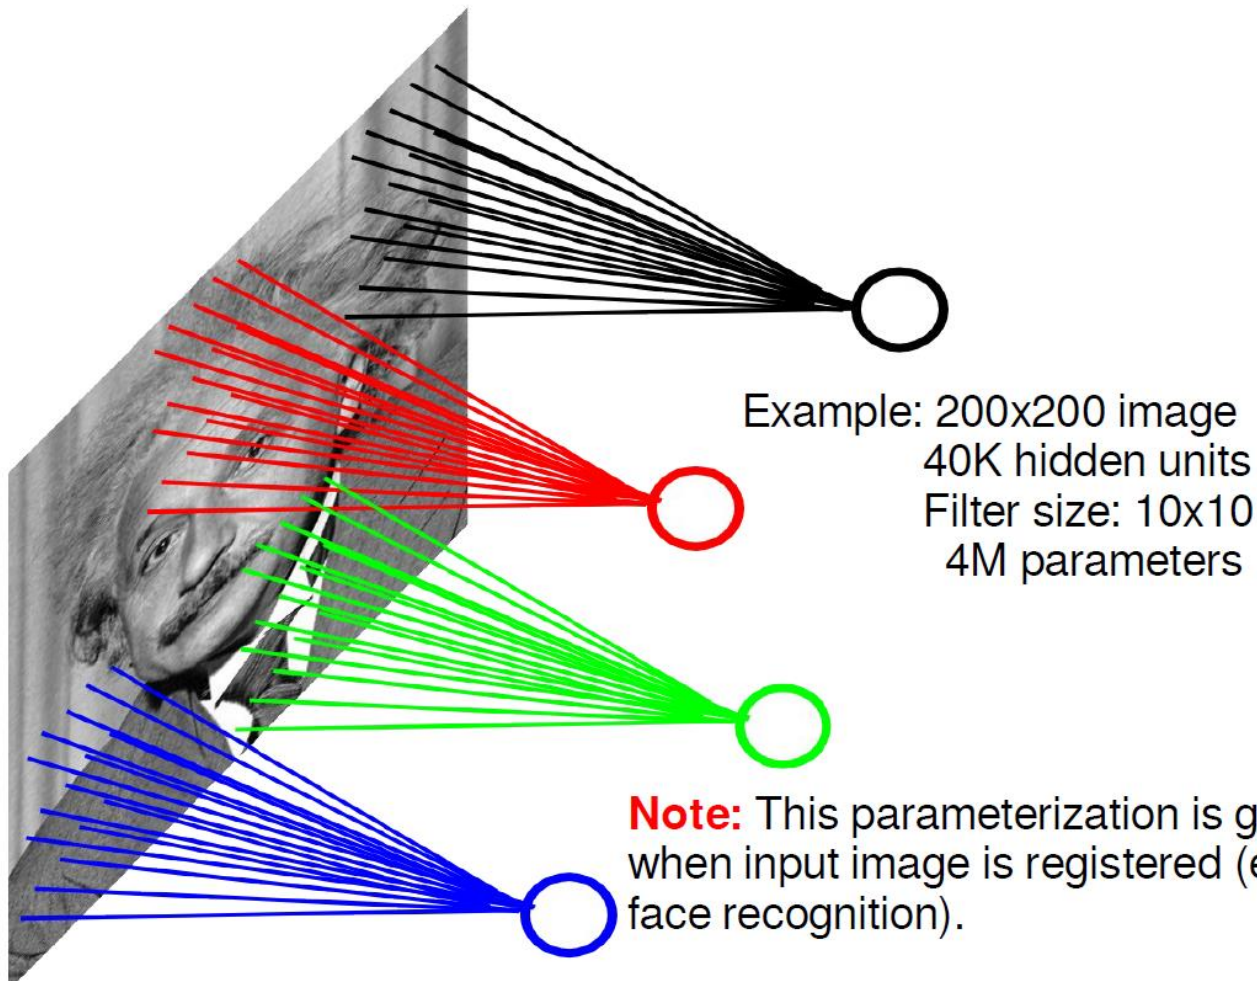 Example: 200x200 image
40K hidden units
Filter size: 10x10
4M parameters
Note: This parameterization is g
when input image is registered (e
face recognition).